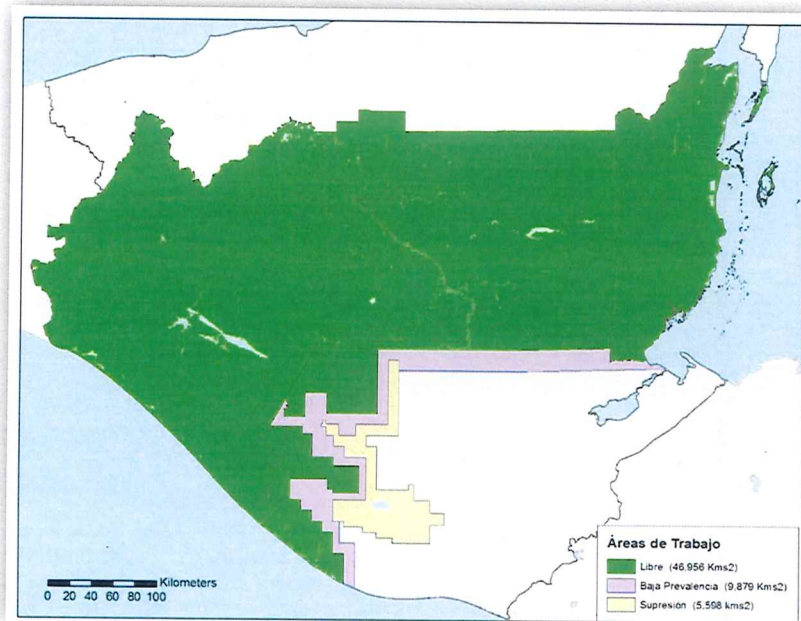 Áreas de Trabajo
Libre (46.956 Kms2)
Baja Prevalencia (9.879 Kms2)
Supresión (5.598 kms2)
Kilometers
0 20 40 60 80 100